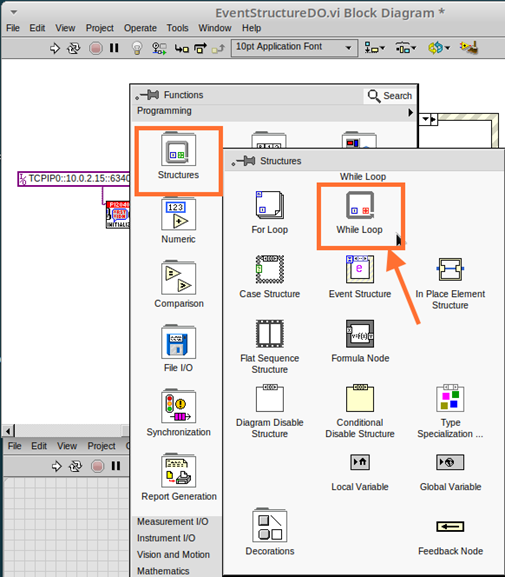 EventStructureDO.vi Block Diagram *
File Edit View Project Operate Tools Window Help
10pt Application Font
Functions
Search
Programming
TCPIP0::10.0.2.15::6340
Structures
Structures
While Loop
For Loop
While Loop
Numeric
Case Structure
Event Structure
In Place Element
Structure
Comparison
Flat Sequence
Structure
Formula Node
File I/O
Diagram Disable
Structure
Conditional
Disable Structure
Type
Specialization ...
Synchronization
File Edit View Project
Local Variable
Global Variable
Report Generation
Measurement I/O
Instrument I/O
Vision and Motion
Mathematics
Decorations
Feedback Node